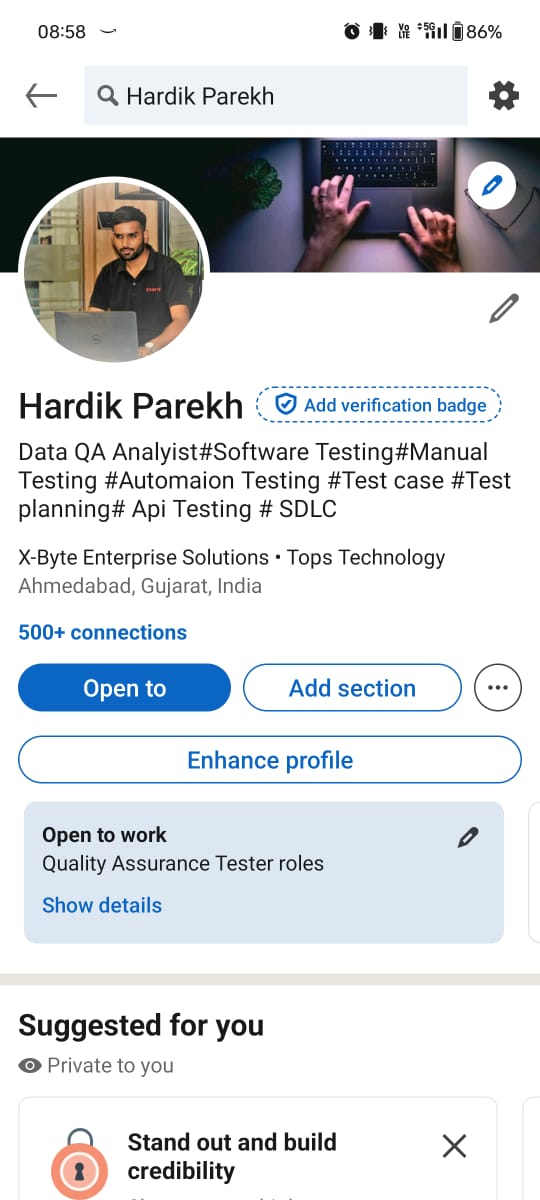 08:58
Vo
LTE
5G
86%
Hardik Parekh
Hardik Parekh
Add verification badge
Data QA Analyist#Software Testing#Manual
Testing #Automaion Testing #Test case #Test
planning# Api Testing # SDLC
X-Byte Enterprise Solutions • Tops Technology
Ahmedabad, Gujarat, India
500+ connections
Open to
Add section
Enhance profile
Open to work
Quality Assurance Tester roles
Show details
Suggested for you
Private to you
Stand out and build
credibility